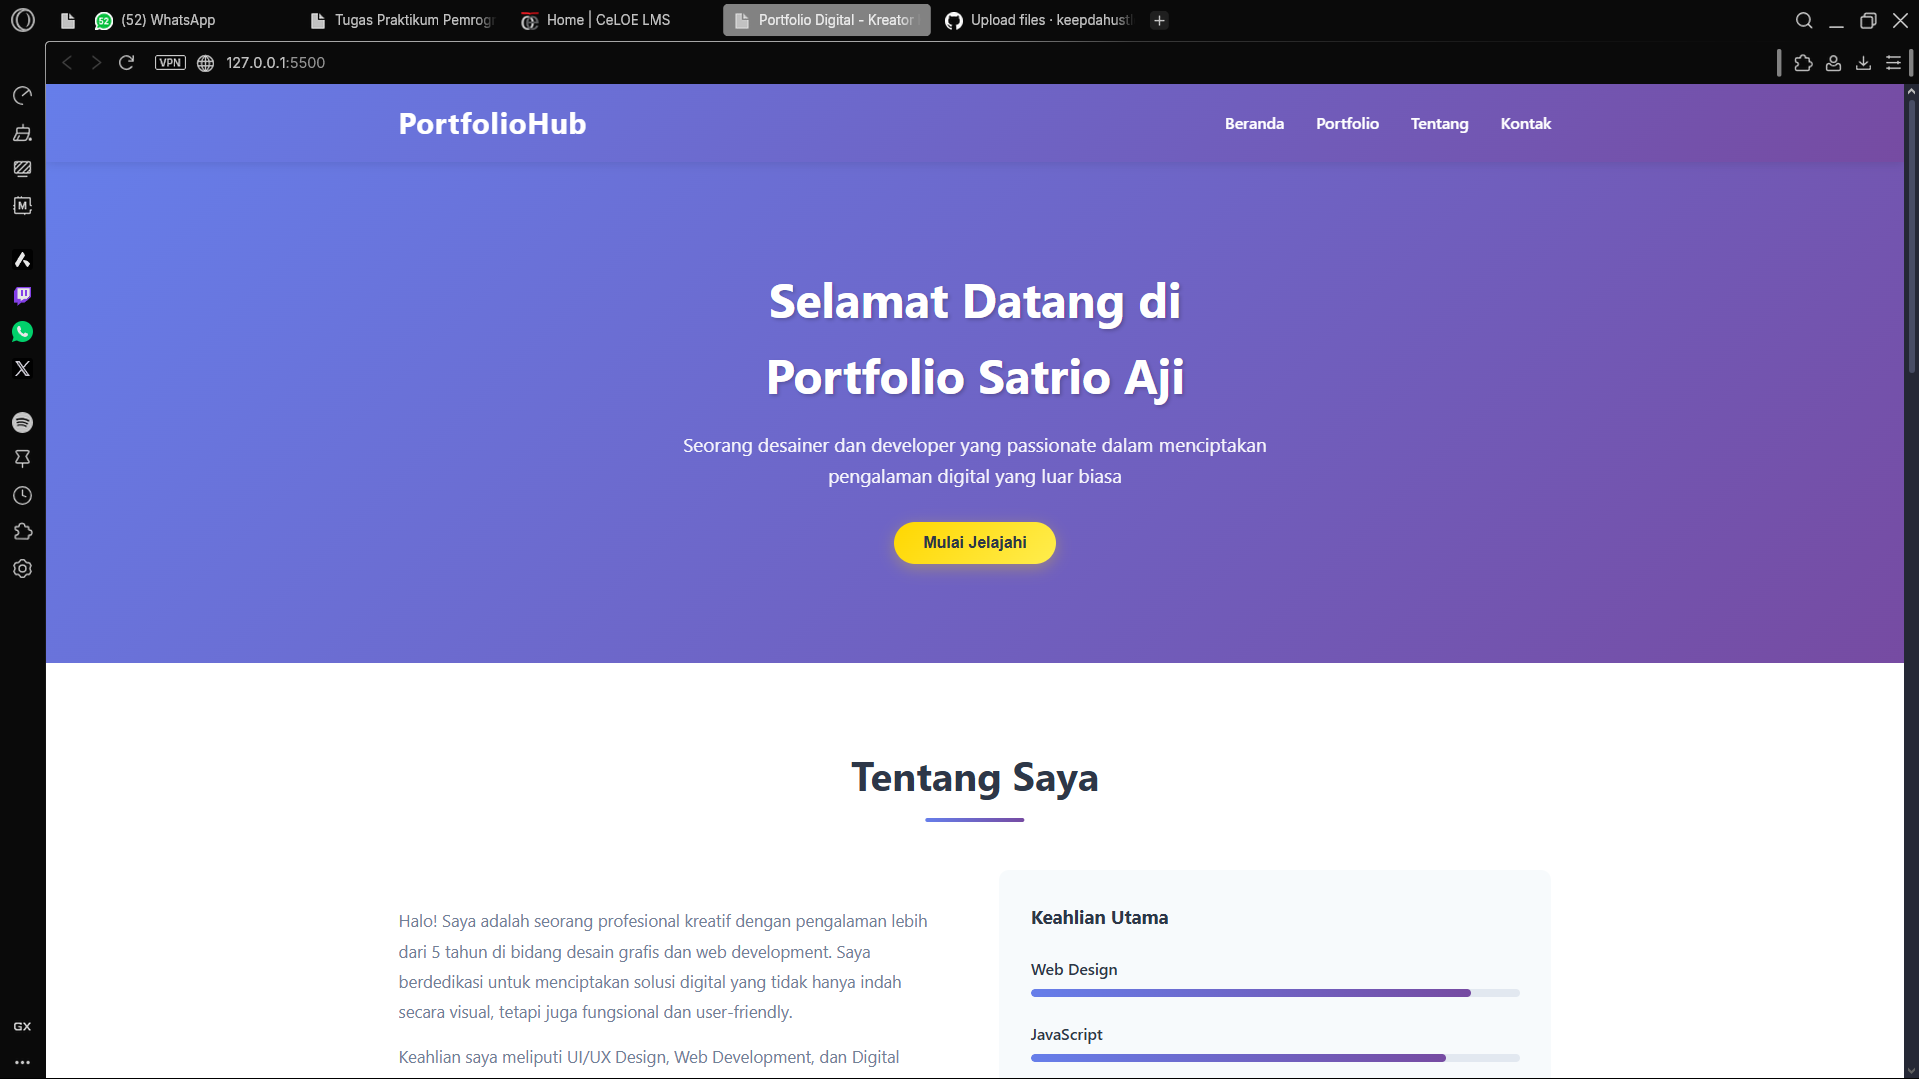 (52) WhatsApp
Tugas Praktikum Pemrogr
Home | CeLOE LMS
Portfolio Digital - Kreator
Upload files · keepdahustl
VPN
127.0.0.1:5500
PortfolioHub
Beranda
Portfolio
Tentang
Kontak
Selamat Datang di
Portfolio Satrio Aji
Seorang desainer dan developer yang passionate dalam menciptakan
pengalaman digital yang luar biasa
Mulai Jelajahi
Tentang Saya
Halo! Saya adalah seorang profesional kreatif dengan pengalaman lebih
dari 5 tahun di bidang desain grafis dan web development. Saya
berdedikasi untuk menciptakan solusi digital yang tidak hanya indah
secara visual, tetapi juga fungsional dan user-friendly.
Keahlian saya meliputi UI/UX Design, Web Development, dan Digital
Keahlian Utama
Web Design
JavaScript
GX